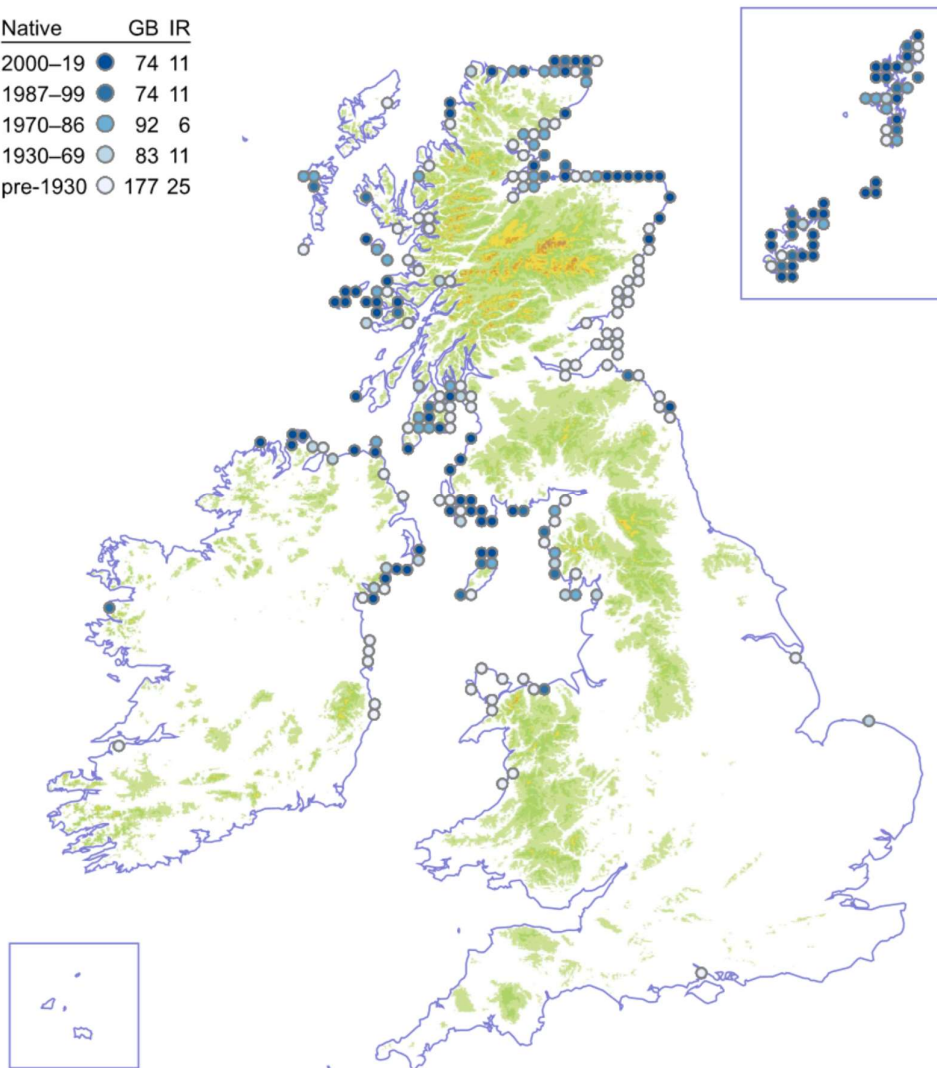 Native GB IR
2000–19 74 11
1987–99 74 11
1970–86 92 6
1930–69 83 11
pre-1930 177 25